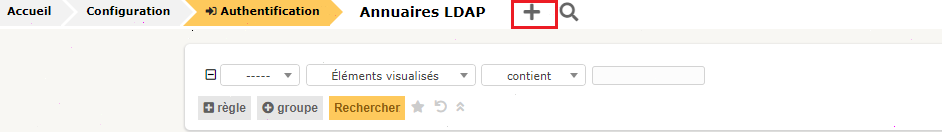 Accueil Configuration Authentification Annuaires LDAP
----- Éléments visualisés contient
règle groupe Rechercher